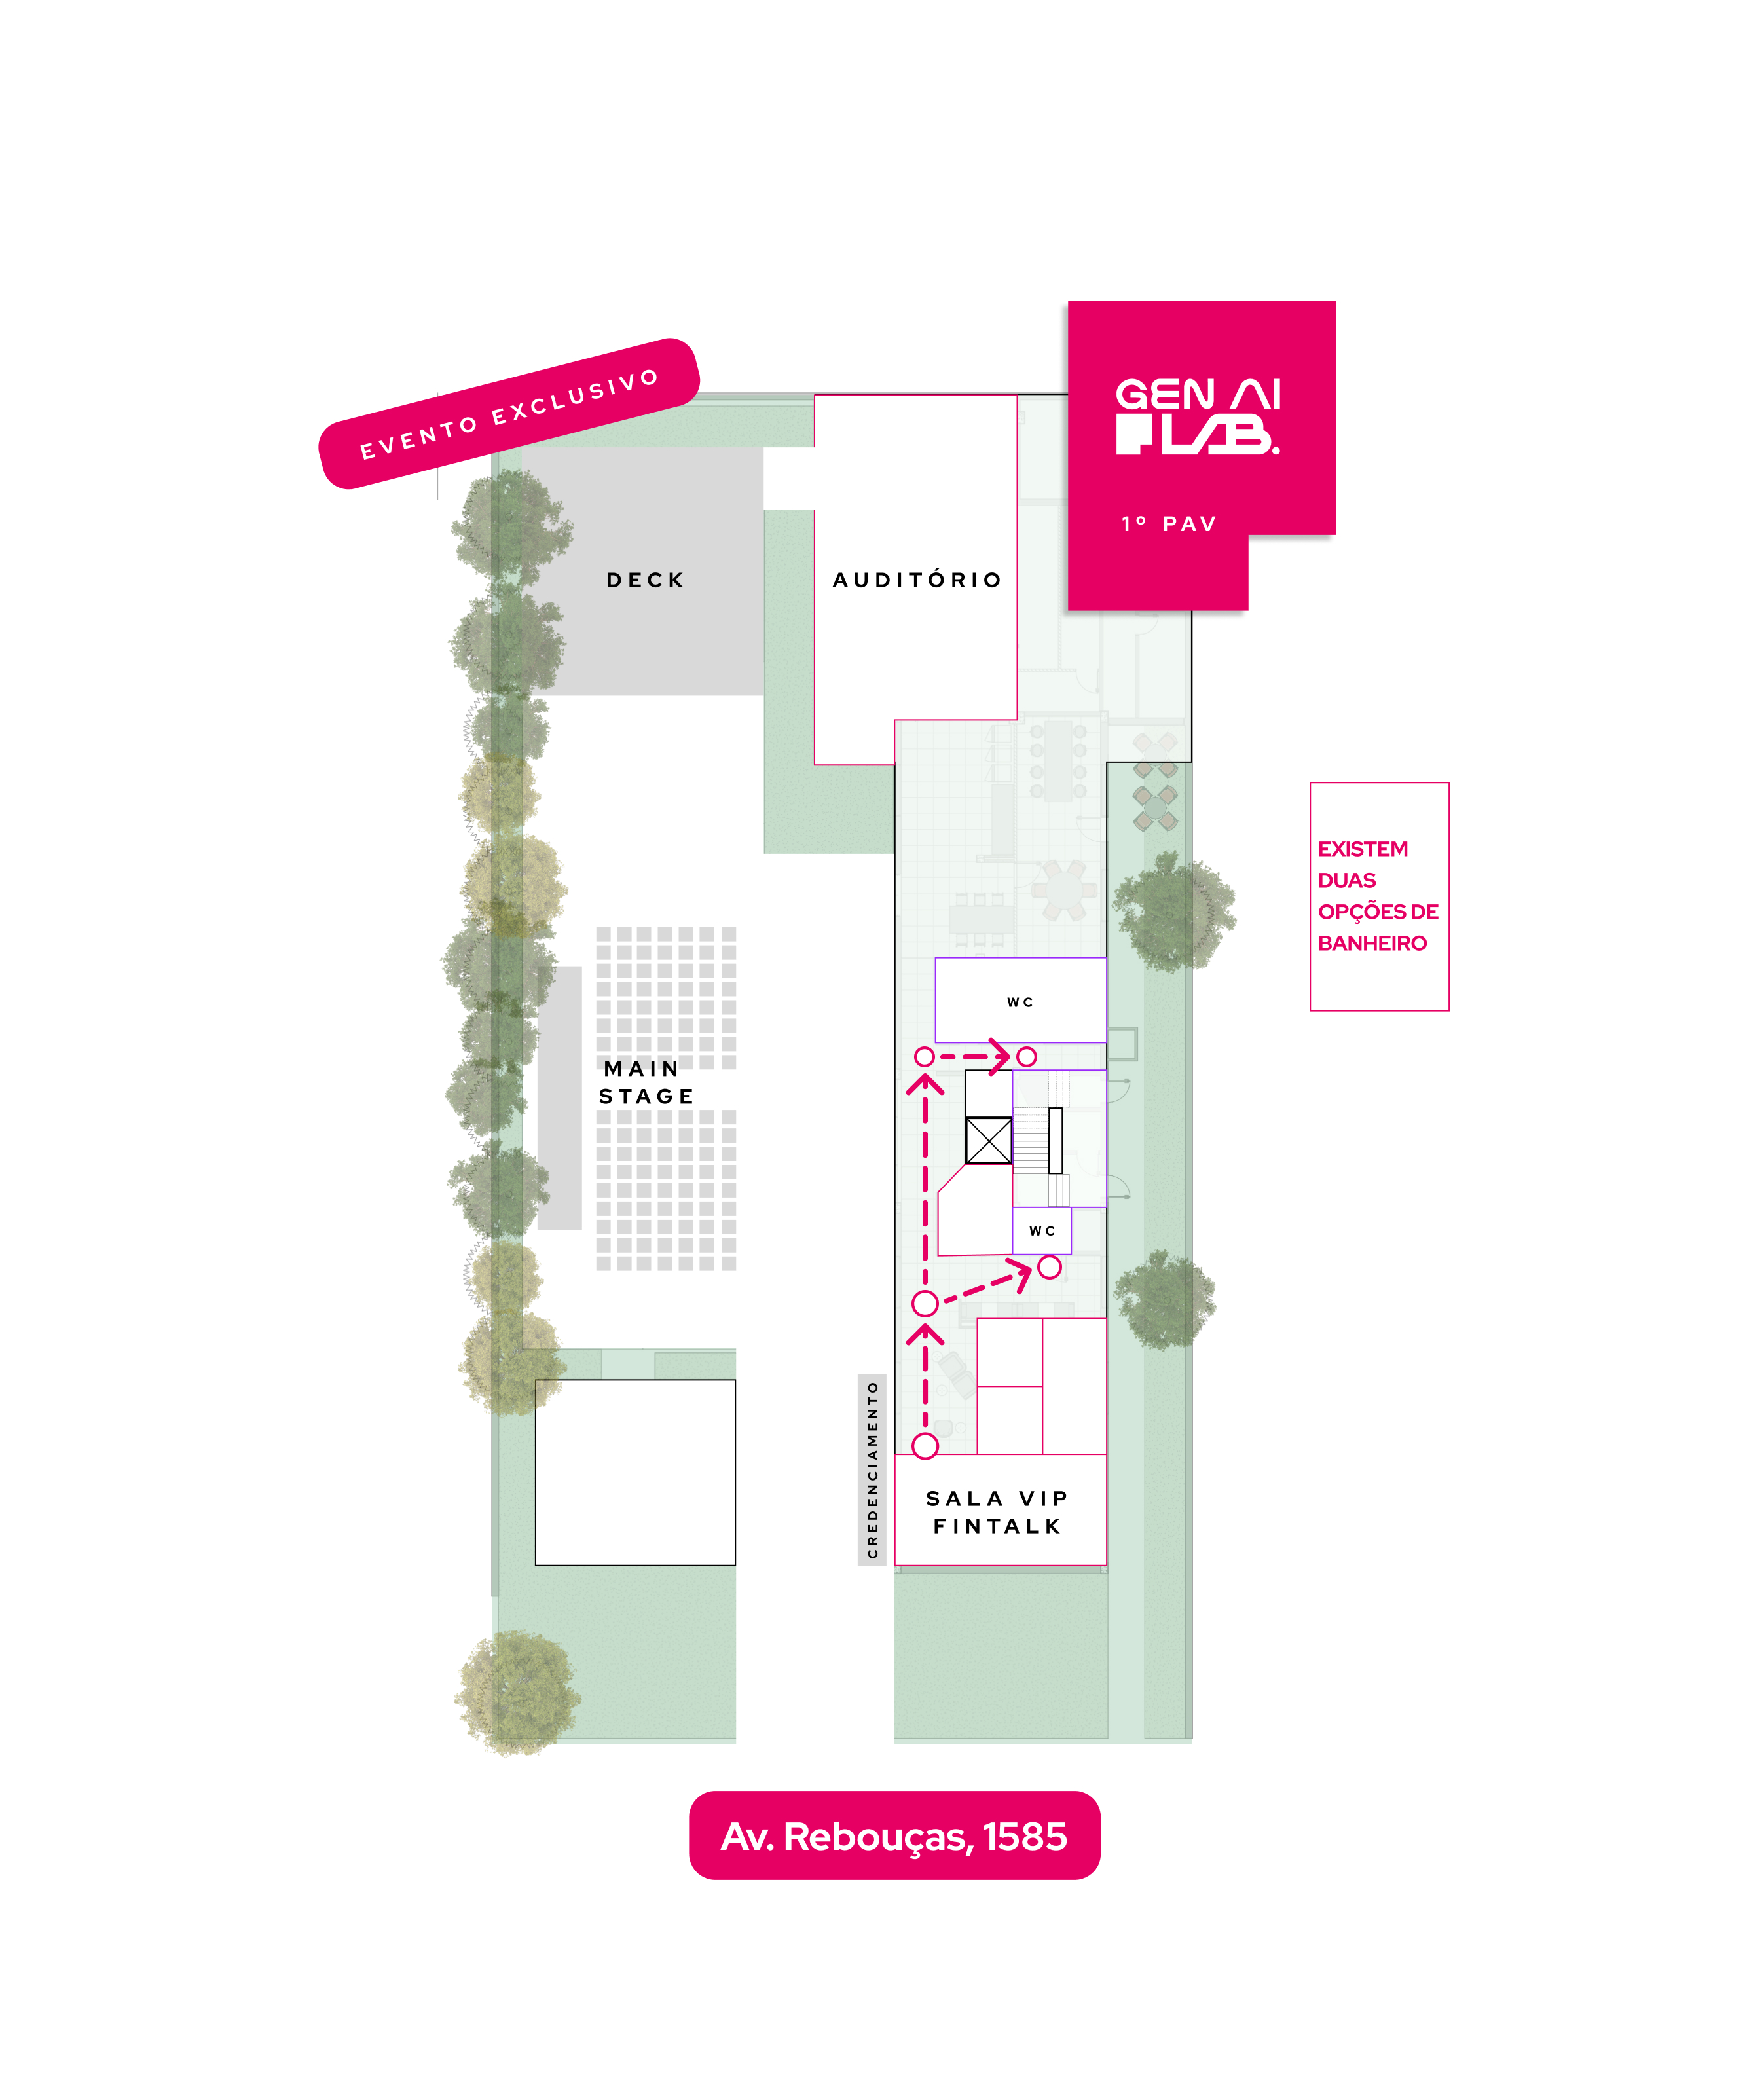 EVENTO EXCLUSIVO
GEN AI
LAB.
1º PAV
DECK
AUDITÓRIO
EXISTEM
DUAS
OPÇÕES DE
BANHEIRO
WC
MAIN
STAGE
WC
CREDENCIAMENTO
SALA VIP
FINTALK
Av. Rebouças, 1585